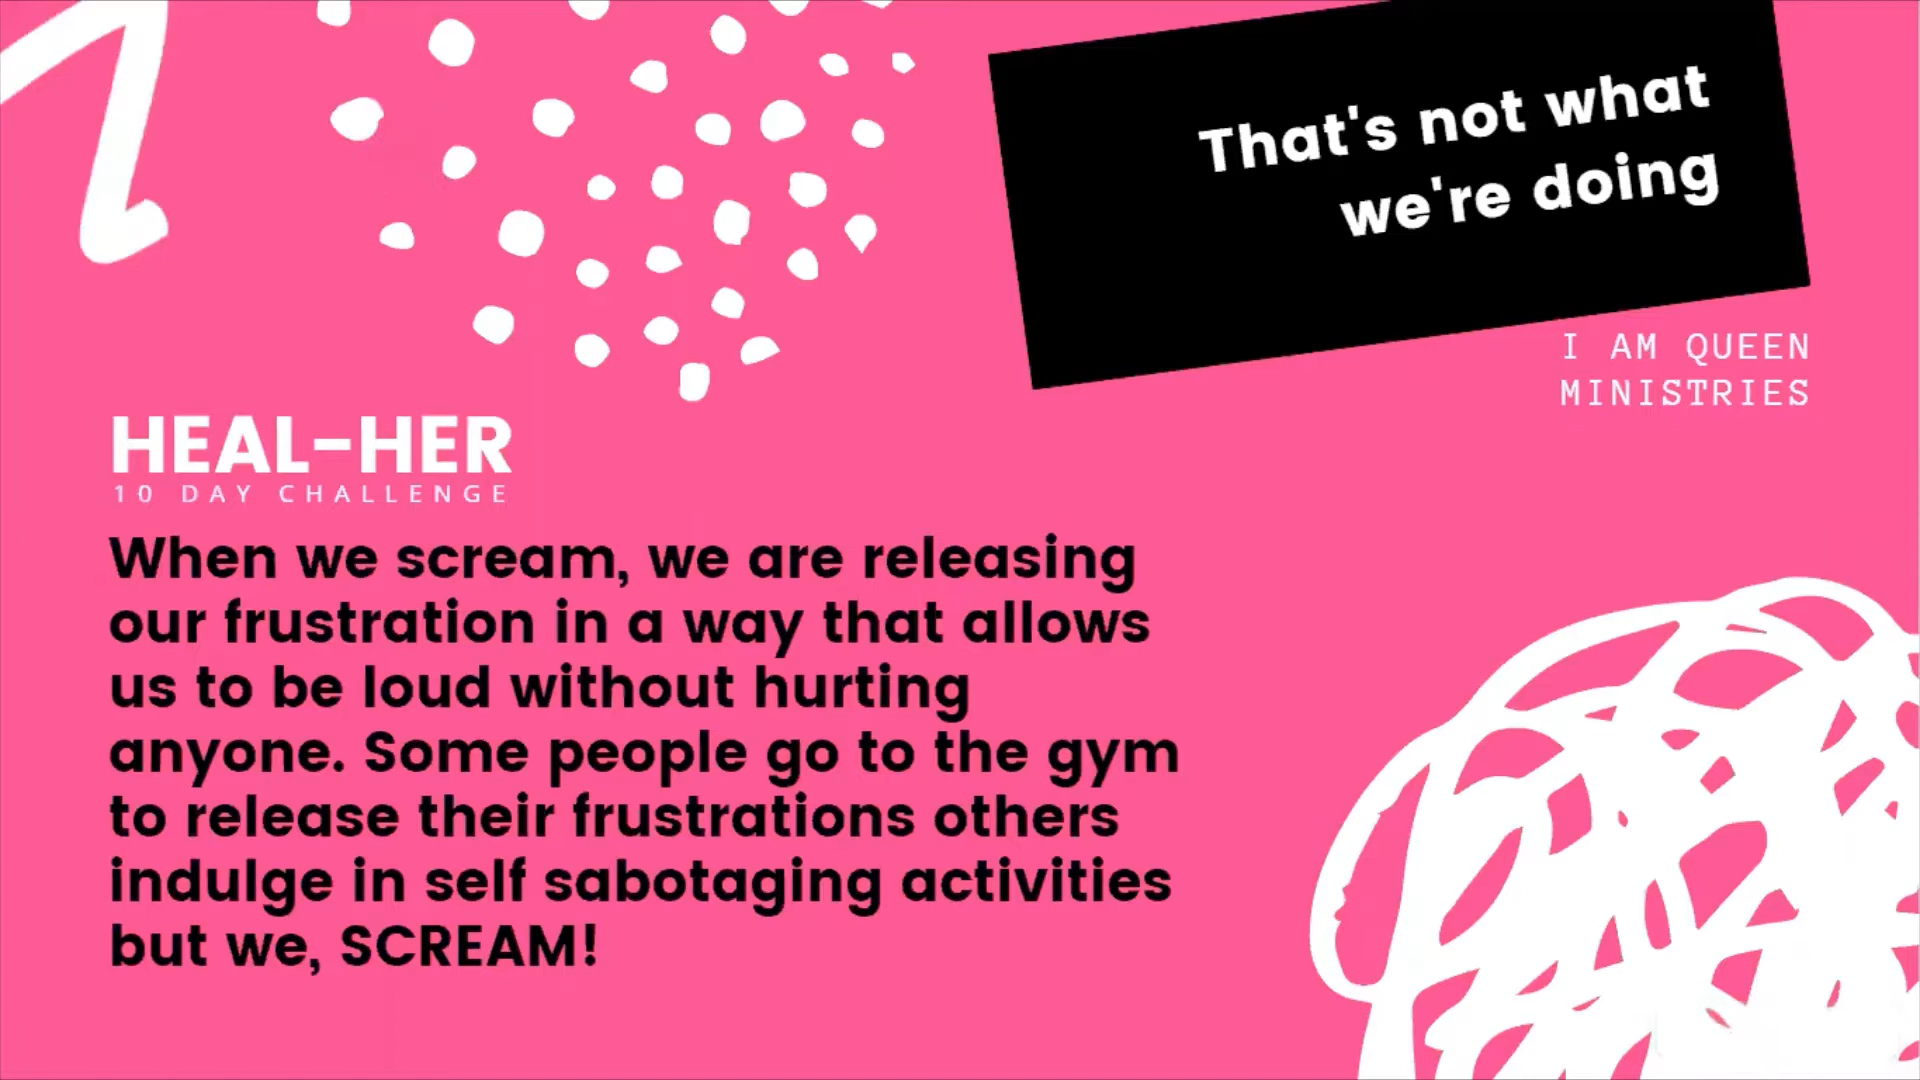 That's not what
we're doing
I AM QUEEN
MINISTRIES
HEAL-HER
10 DAY CHALLENGE
When we scream, we are releasing
our frustration in a way that allows
us to be loud without hurting
anyone. Some people go to the gym
to release their frustrations others
indulge in self sabotaging activities
but we, SCREAM!